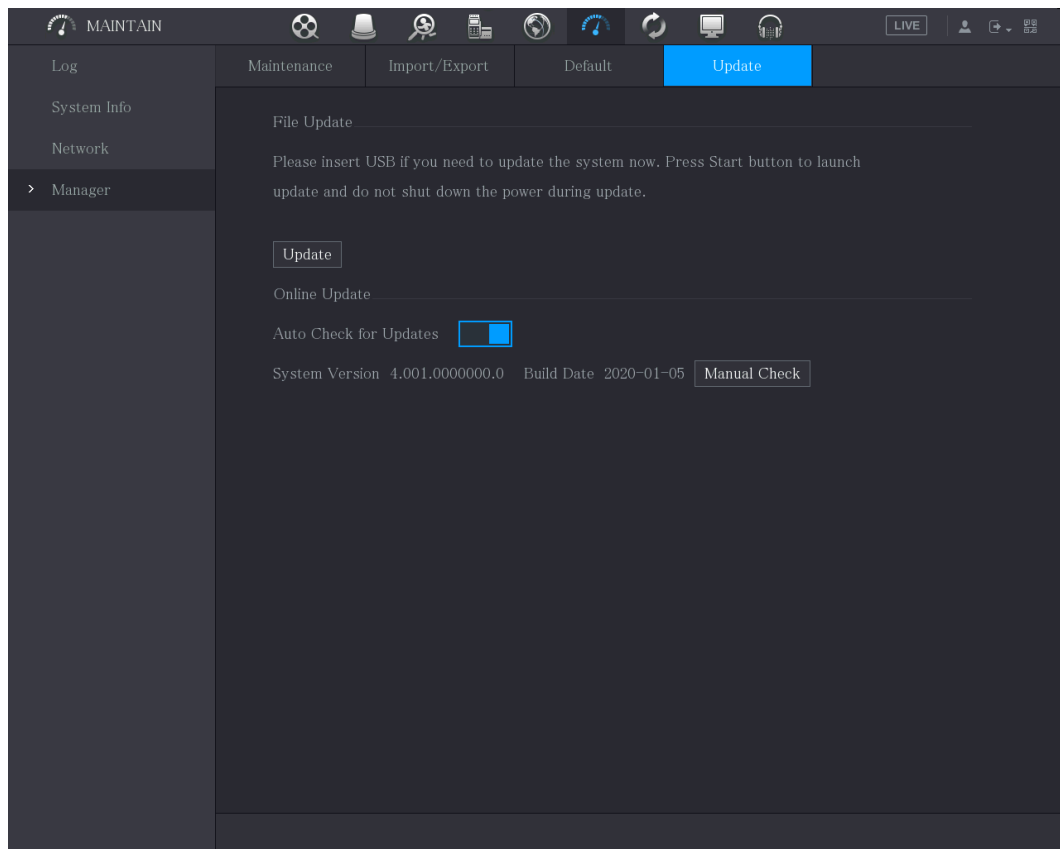 MAINTAIN
LIVE
Log
System Info
Network
Manager
Maintenance Import/Export Default Update
File Update
Please insert USB if you need to update the system now. Press Start button to launch
update and do not shut down the power during update.
Update
Online Update
Auto Check for Updates
System Version 4.001.0000000.0 Build Date 2020-01-05 Manual Check